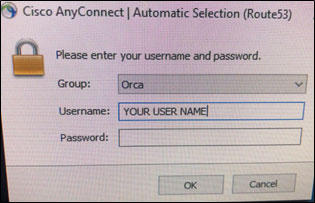 Cisco AnyConnect | Automatic Selection (Route53)
Please enter your username and password.
Group: Orca
Username: YOUR USER NAME
Password:
OK Cancel